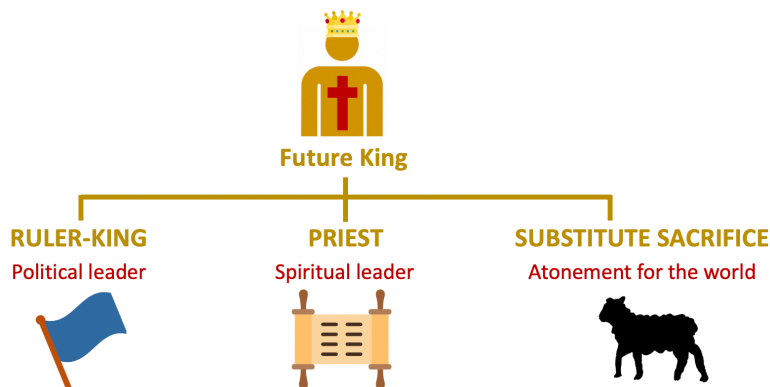 Future King
RULER-KING
Political leader
PRIEST
Spiritual leader
SUBSTITUTE SACRIFICE
Atonement for the world